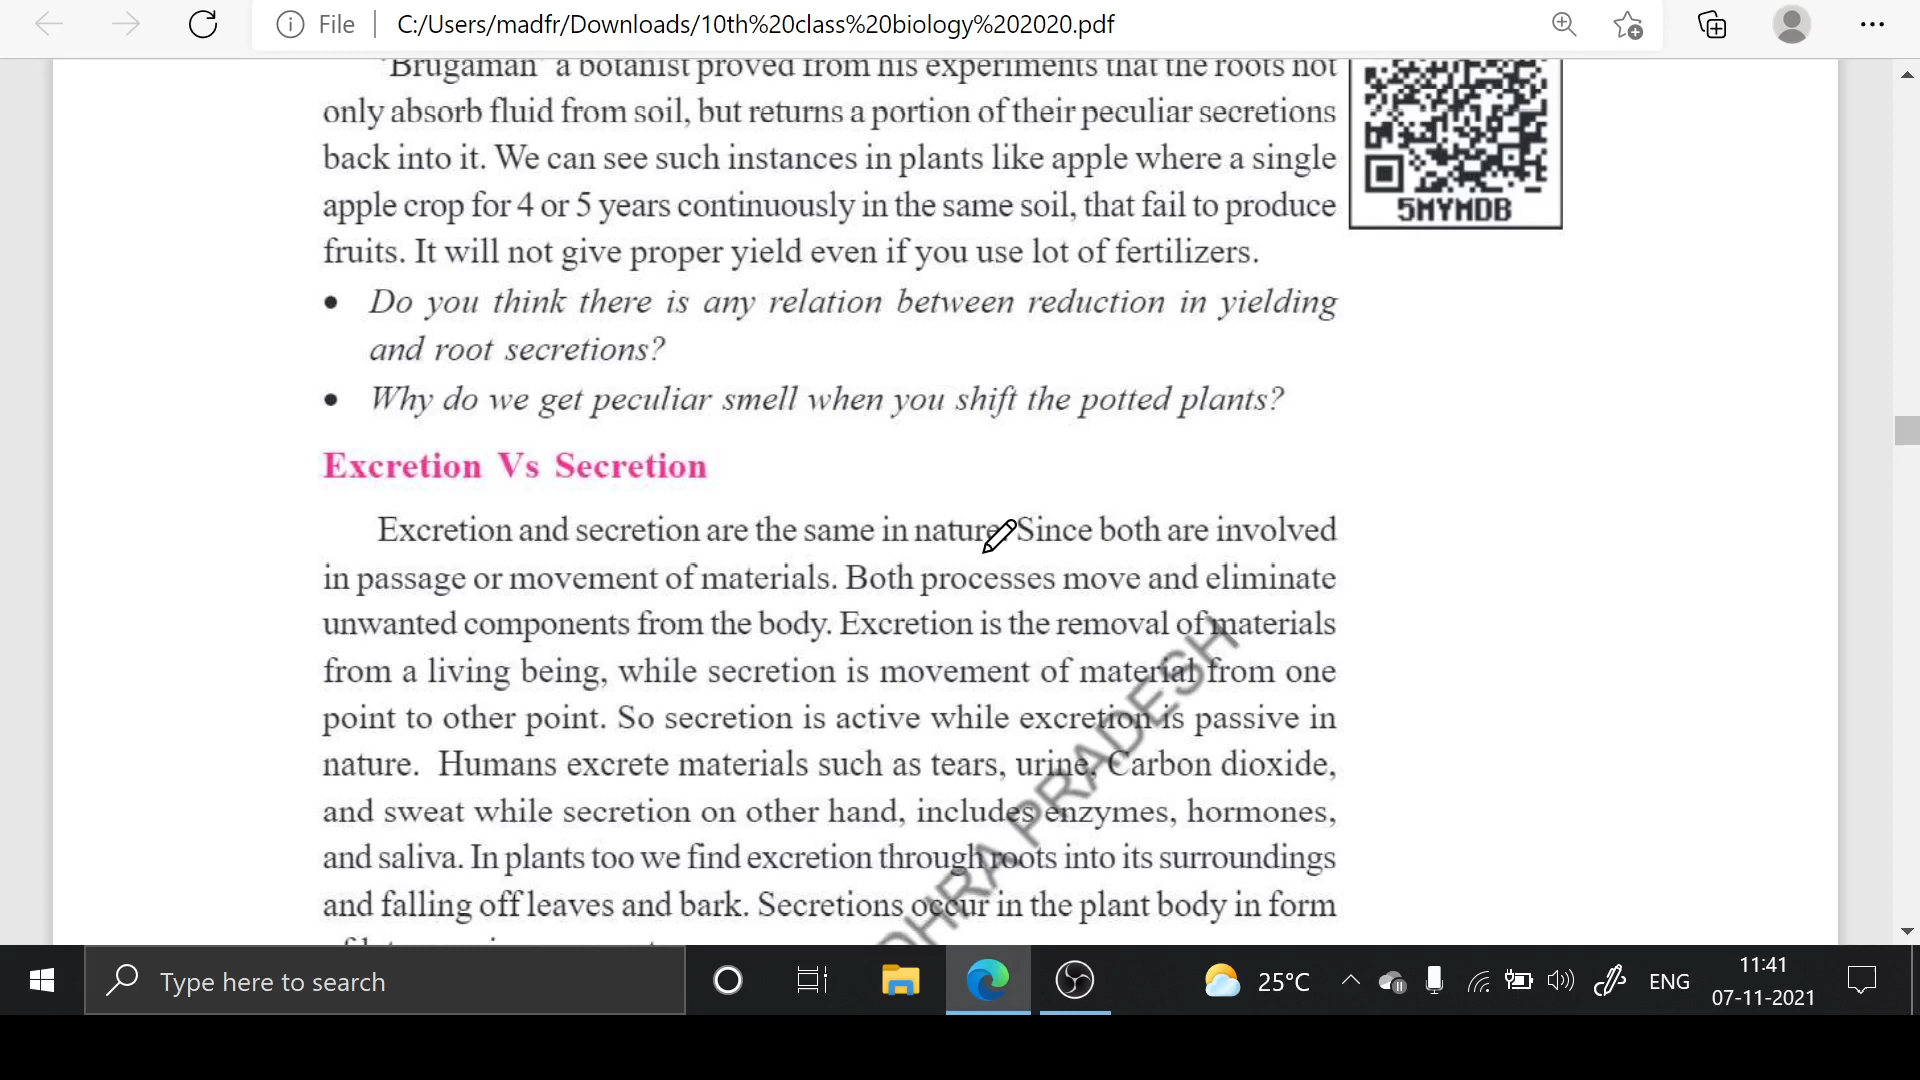 File
C:/Users/madfr/Downloads/10th%20class%20biology%202020.pdf
'Brugaman' a botanist proved from his experiments that the roots not
only absorb fluid from soil, but returns a portion of their peculiar secretions
back into it. We can see such instances in plants like apple where a single
apple crop for 4 or 5 years continuously in the same soil, that fail to produce
fruits. It will not give proper yield even if you use lot of fertilizers.
5MYMDB
• Do you think there is any relation between reduction in yielding
and root secretions?
• Why do we get peculiar smell when you shift the potted plants?
Excretion Vs Secretion
Excretion and secretion are the same in nature. Since both are involved
in passage or movement of materials. Both processes move and eliminate
unwanted components from the body. Excretion is the removal of materials
from a living being, while secretion is movement of material from one
point to other point. So secretion is active while excretion is passive in
nature. Humans excrete materials such as tears, urine, Carbon dioxide,
and sweat while secretion on other hand, includes enzymes, hormones,
and saliva. In plants too we find excretion through roots into its surroundings
and falling off leaves and bark. Secretions occur in the plant body in form
DHRA PRADESH
Type here to search
25°C
ENG
11:41
07-11-2021